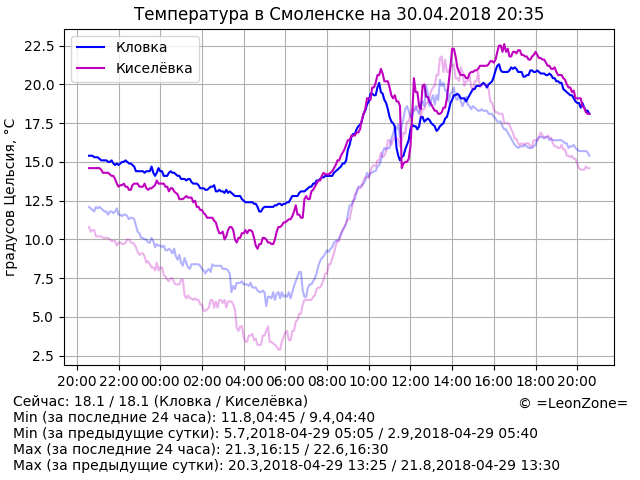 Температура в Смоленске на 30.04.2018 20:35
Кловка
Киселёвка
градусов Цельсия, °C
22.5
20.0
17.5
15.0
12.5
10.0
7.5
5.0
2.5
20:00 22:00 00:00 02:00 04:00 06:00 08:00 10:00 12:00 14:00 16:00 18:00 20:00
Сейчас: 18.1 / 18.1 (Кловка / Киселёвка)
© =LeonZone=
Min (за последние 24 часа): 11.8,04:45 / 9.4,04:40
Min (за предыдущие сутки): 5.7,2018-04-29 05:05 / 2.9,2018-04-29 05:40
Max (за последние 24 часа): 21.3,16:15 / 22.6,16:30
Max (за предыдущие сутки): 20.3,2018-04-29 13:25 / 21.8,2018-04-29 13:30